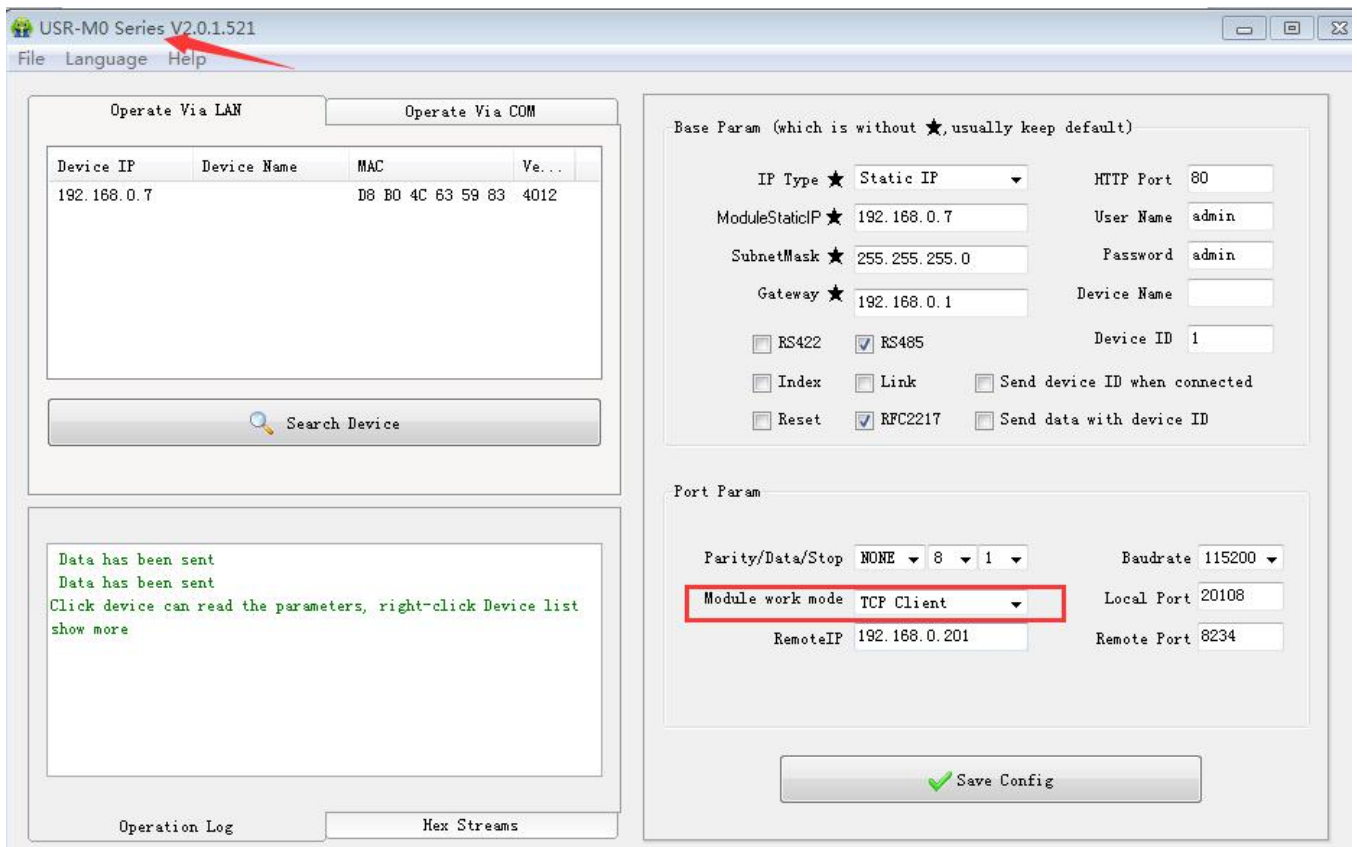 USR-M0 Series V2.0.1.521
File Language Help
Operate Via LAN
Operate Via COM
Device IP Device Name MAC Ve...
192.168.0.7 D8 B0 4C 63 59 83 4012
Search Device
Data has been sent
Data has been sent
Click device can read the parameters, right-click Device list
show more
Operation Log
Hex Streams
Base Param (which is without ★,usually keep default)
IP Type ★ Static IP HTTP Port 80
ModuleStaticIP ★ 192.168.0.7 User Name admin
SubnetMask ★ 255.255.255.0 Password admin
Gateway ★ 192.168.0.1 Device Name
RS422 RS485 Device ID 1
Index Link Send device ID when connected
Reset RFC2217 Send data with device ID
Port Param
Parity/Data/Stop NONE 8 1 Baudrate 115200
Module work mode TCP Client Local Port 20108
RemoteIP 192.168.0.201 Remote Port 8234
Save Config